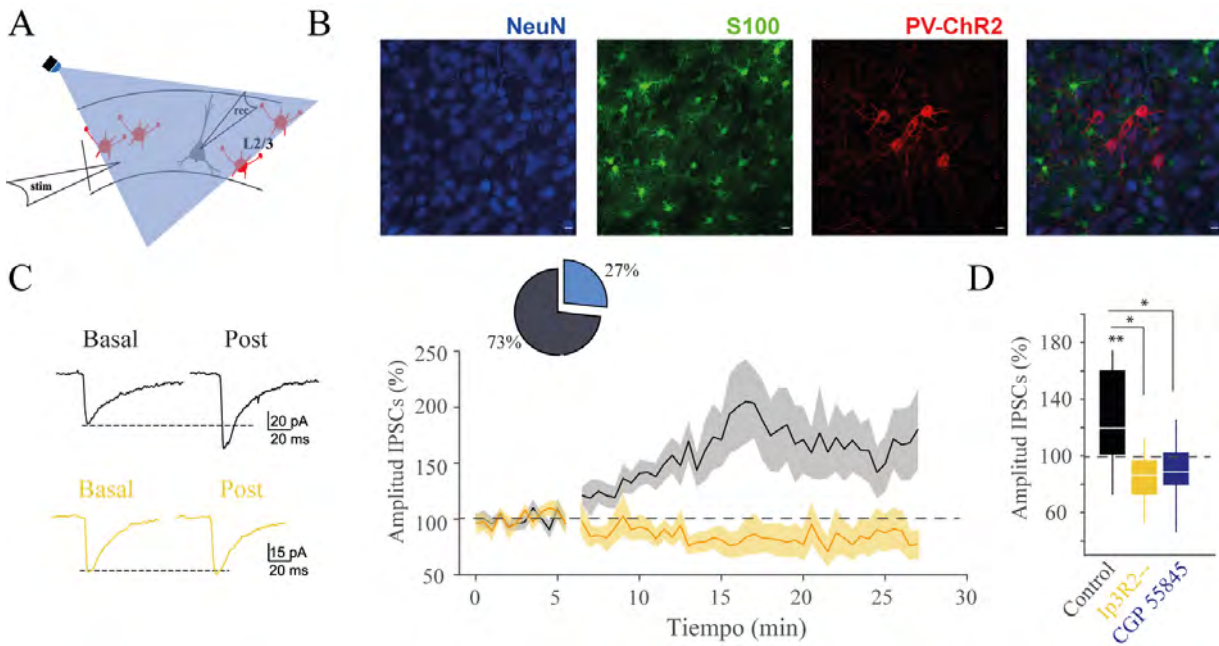 A
B
NeuN
S100
PV-ChR2
rec
L2/3
stim
C
Basal
Post
20 pA
20 ms
Basal
Post
15 pA
20 ms
27%
73%
250
200
150
100
50
Amplitud IPSCs (%)
0
5
10
15
20
25
30
Tiempo (min)
D
*
*
**
180
140
100
60
Amplitud IPSCs (%)
Control
Ip3R2--
CGP 55845